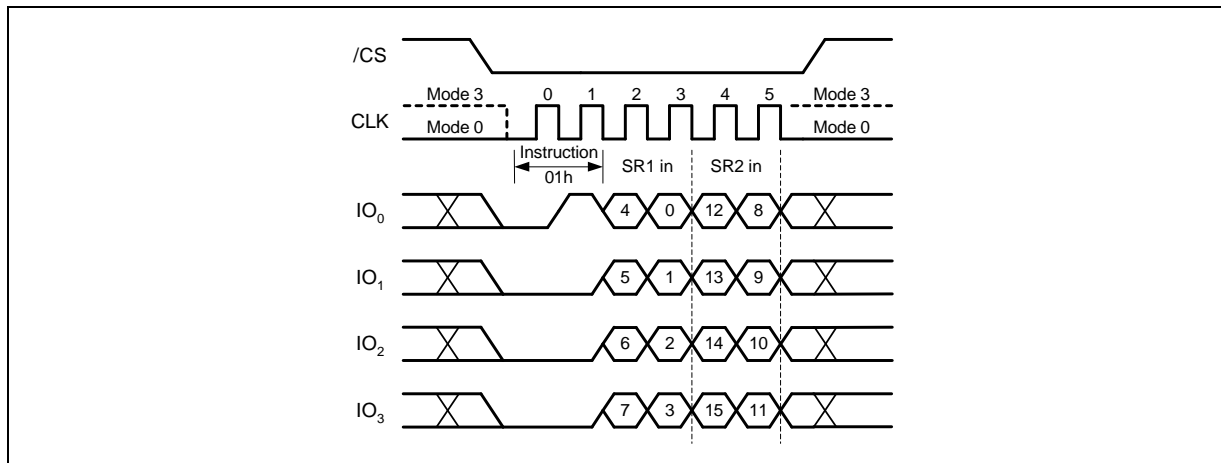 /CS
Mode 3 0 1 2 3 4 5 Mode 3
CLK
Mode 0 Mode 0
Instruction
SR1 in SR2 in
01h
IO0 4 0 12 8
IO1 5 1 13 9
IO2 6 2 14 10
IO3 7 3 15 11